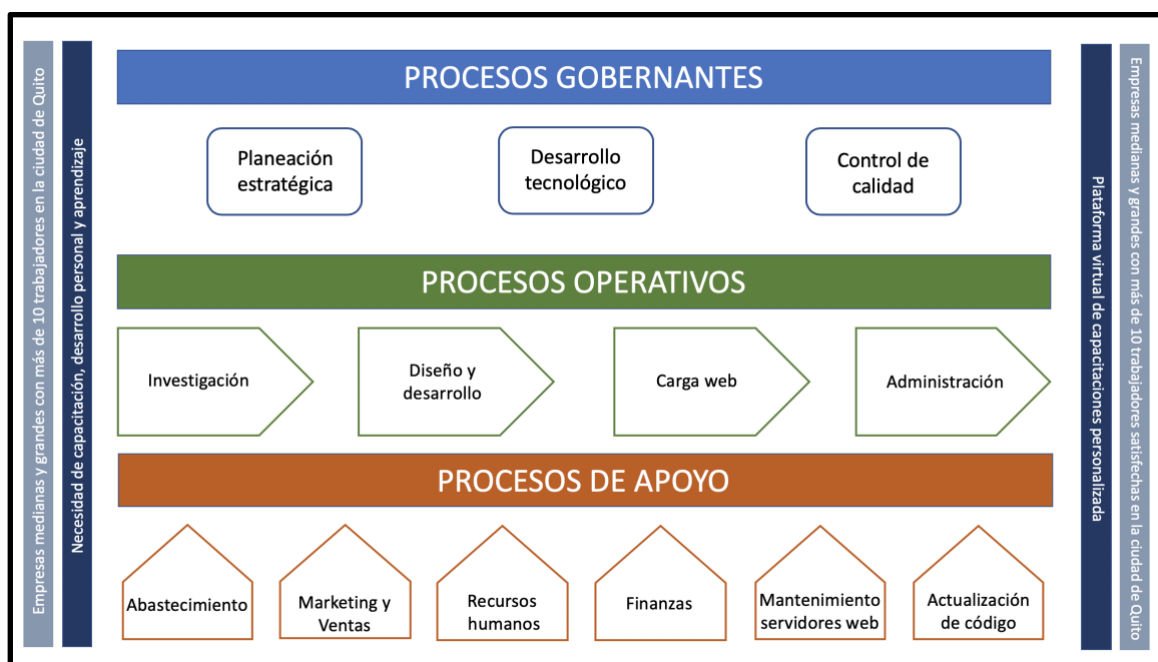 Empresas medianas y grandes con más de 10 trabajadores en la ciudad de Quito
Necesidad de capacitación, desarrollo personal y aprendizaje
PROCESOS GOBERNANTES
Planeación
estratégica
Desarrollo
tecnológico
Control de
calidad
PROCESOS OPERATIVOS
Investigación
Diseño y
desarrollo
Carga web
Administración
PROCESOS DE APOYO
Abastecimiento
Marketing y
Ventas
Recursos
humanos
Finanzas
Mantenimiento
servidores web
Actualización
de código
Plataforma virtual de capacitaciones personalizada
Empresas medianas y grandes con más de 10 trabajadores satisfechas en la ciudad de Quito